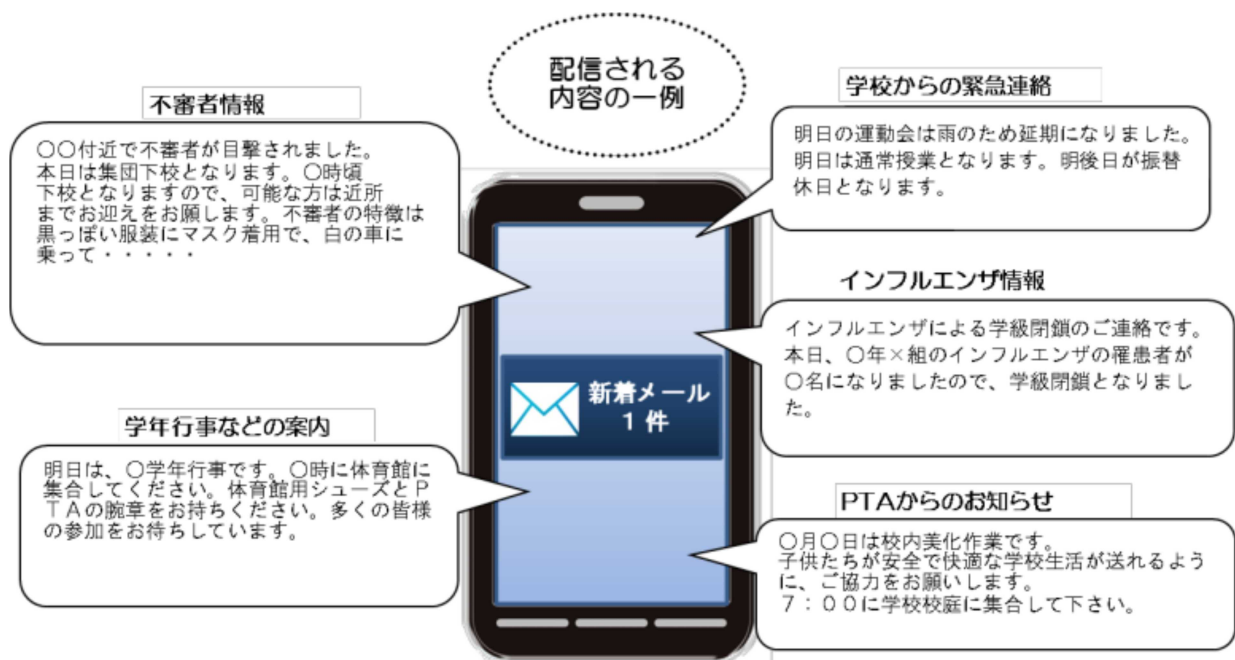 配信される
内容の一例
不審者情報
〇〇付近で不審者が目撃されました。
本日は集団下校となります。〇時頃
下校となりますので、可能な方は近所
までお迎えをお願します。不審者の特徴は
黒っぽい服装にマスク着用で、白の車に
乗って・・・・・
学年行事などの案内
明日は、〇学年行事です。〇時に体育館に
集合してください。体育館用シューズとＰ
ＴＡの腕章をお持ちください。多くの皆様
の参加をお待ちしています。
新着メール
１件
学校からの緊急連絡
明日の運動会は雨のため延期になりました。
明日は通常授業となります。明後日が振替
休日となります。
インフルエンザ情報
インフルエンザによる学級閉鎖のご連絡です。
本日、〇年×組のインフルエンザの罹患者が
〇名になりましたので、学級閉鎖となりまし
た。
PTAからのお知らせ
〇月〇日は校内美化作業です。
子供たちが安全で快適な学校生活が送れるよう
に、ご協力をお願いします。
７：００に学校校庭に集合して下さい。